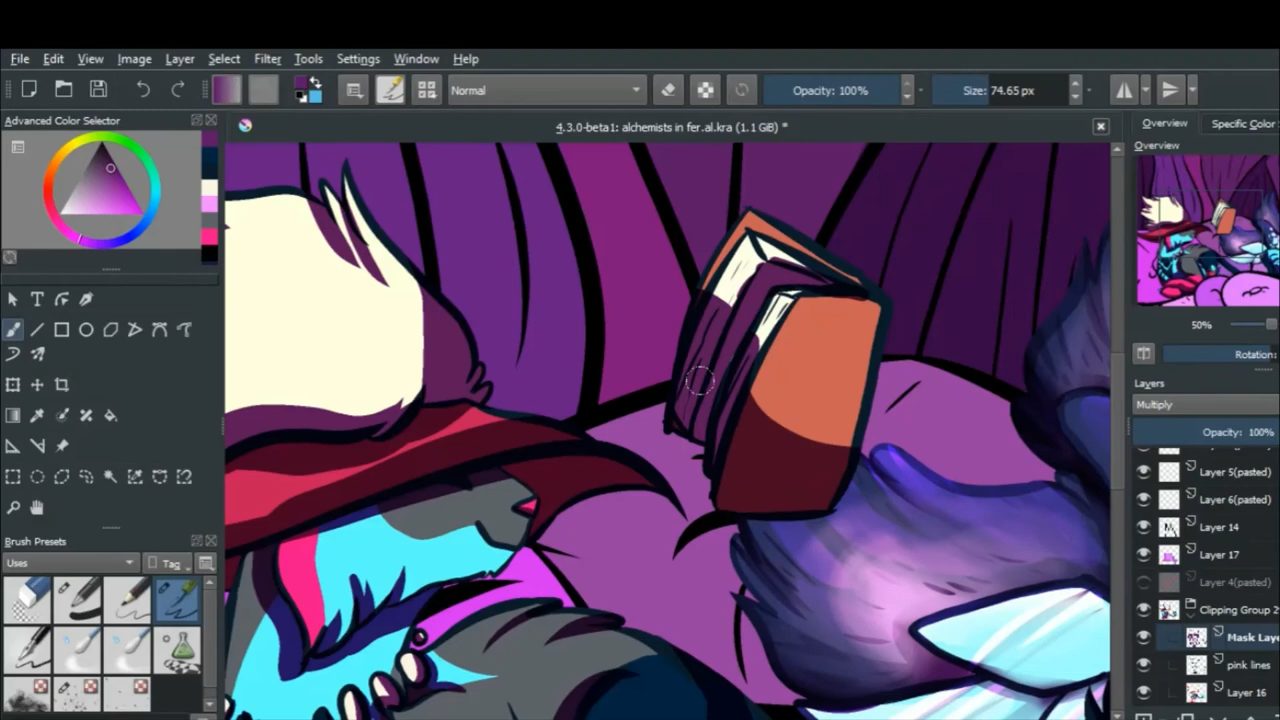 File Edit View Image Layer Select Filter Tools Settings Window Help
Normal Opacity: 100% Size: 74.65 px
Advanced Color Selector
4.3.0-beta1: alchemists in fer.al.kra (1.1 GiB) *
Overview Specific Color
Overview
50%
Rotation:
Layers
Multiply
Opacity: 100%
Layer 5(pasted)
Layer 6(pasted)
Layer 14
Layer 17
Layer 4(pasted)
Clipping Group 2
Mask Laye
pink lines
Layer 16
Brush Presets
Uses Tag